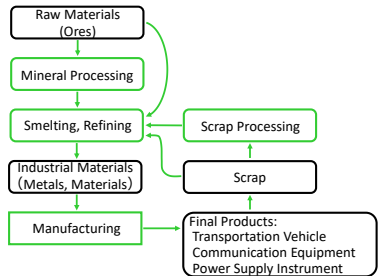 Raw Materials
(Ores)
Mineral Processing
Smelting, Refining
Scrap Processing
Industrial Materials
（Metals, Materials）
Scrap
Manufacturing
Final Products:
Transportation Vehicle
Communication Equipment
Power Supply Instrument